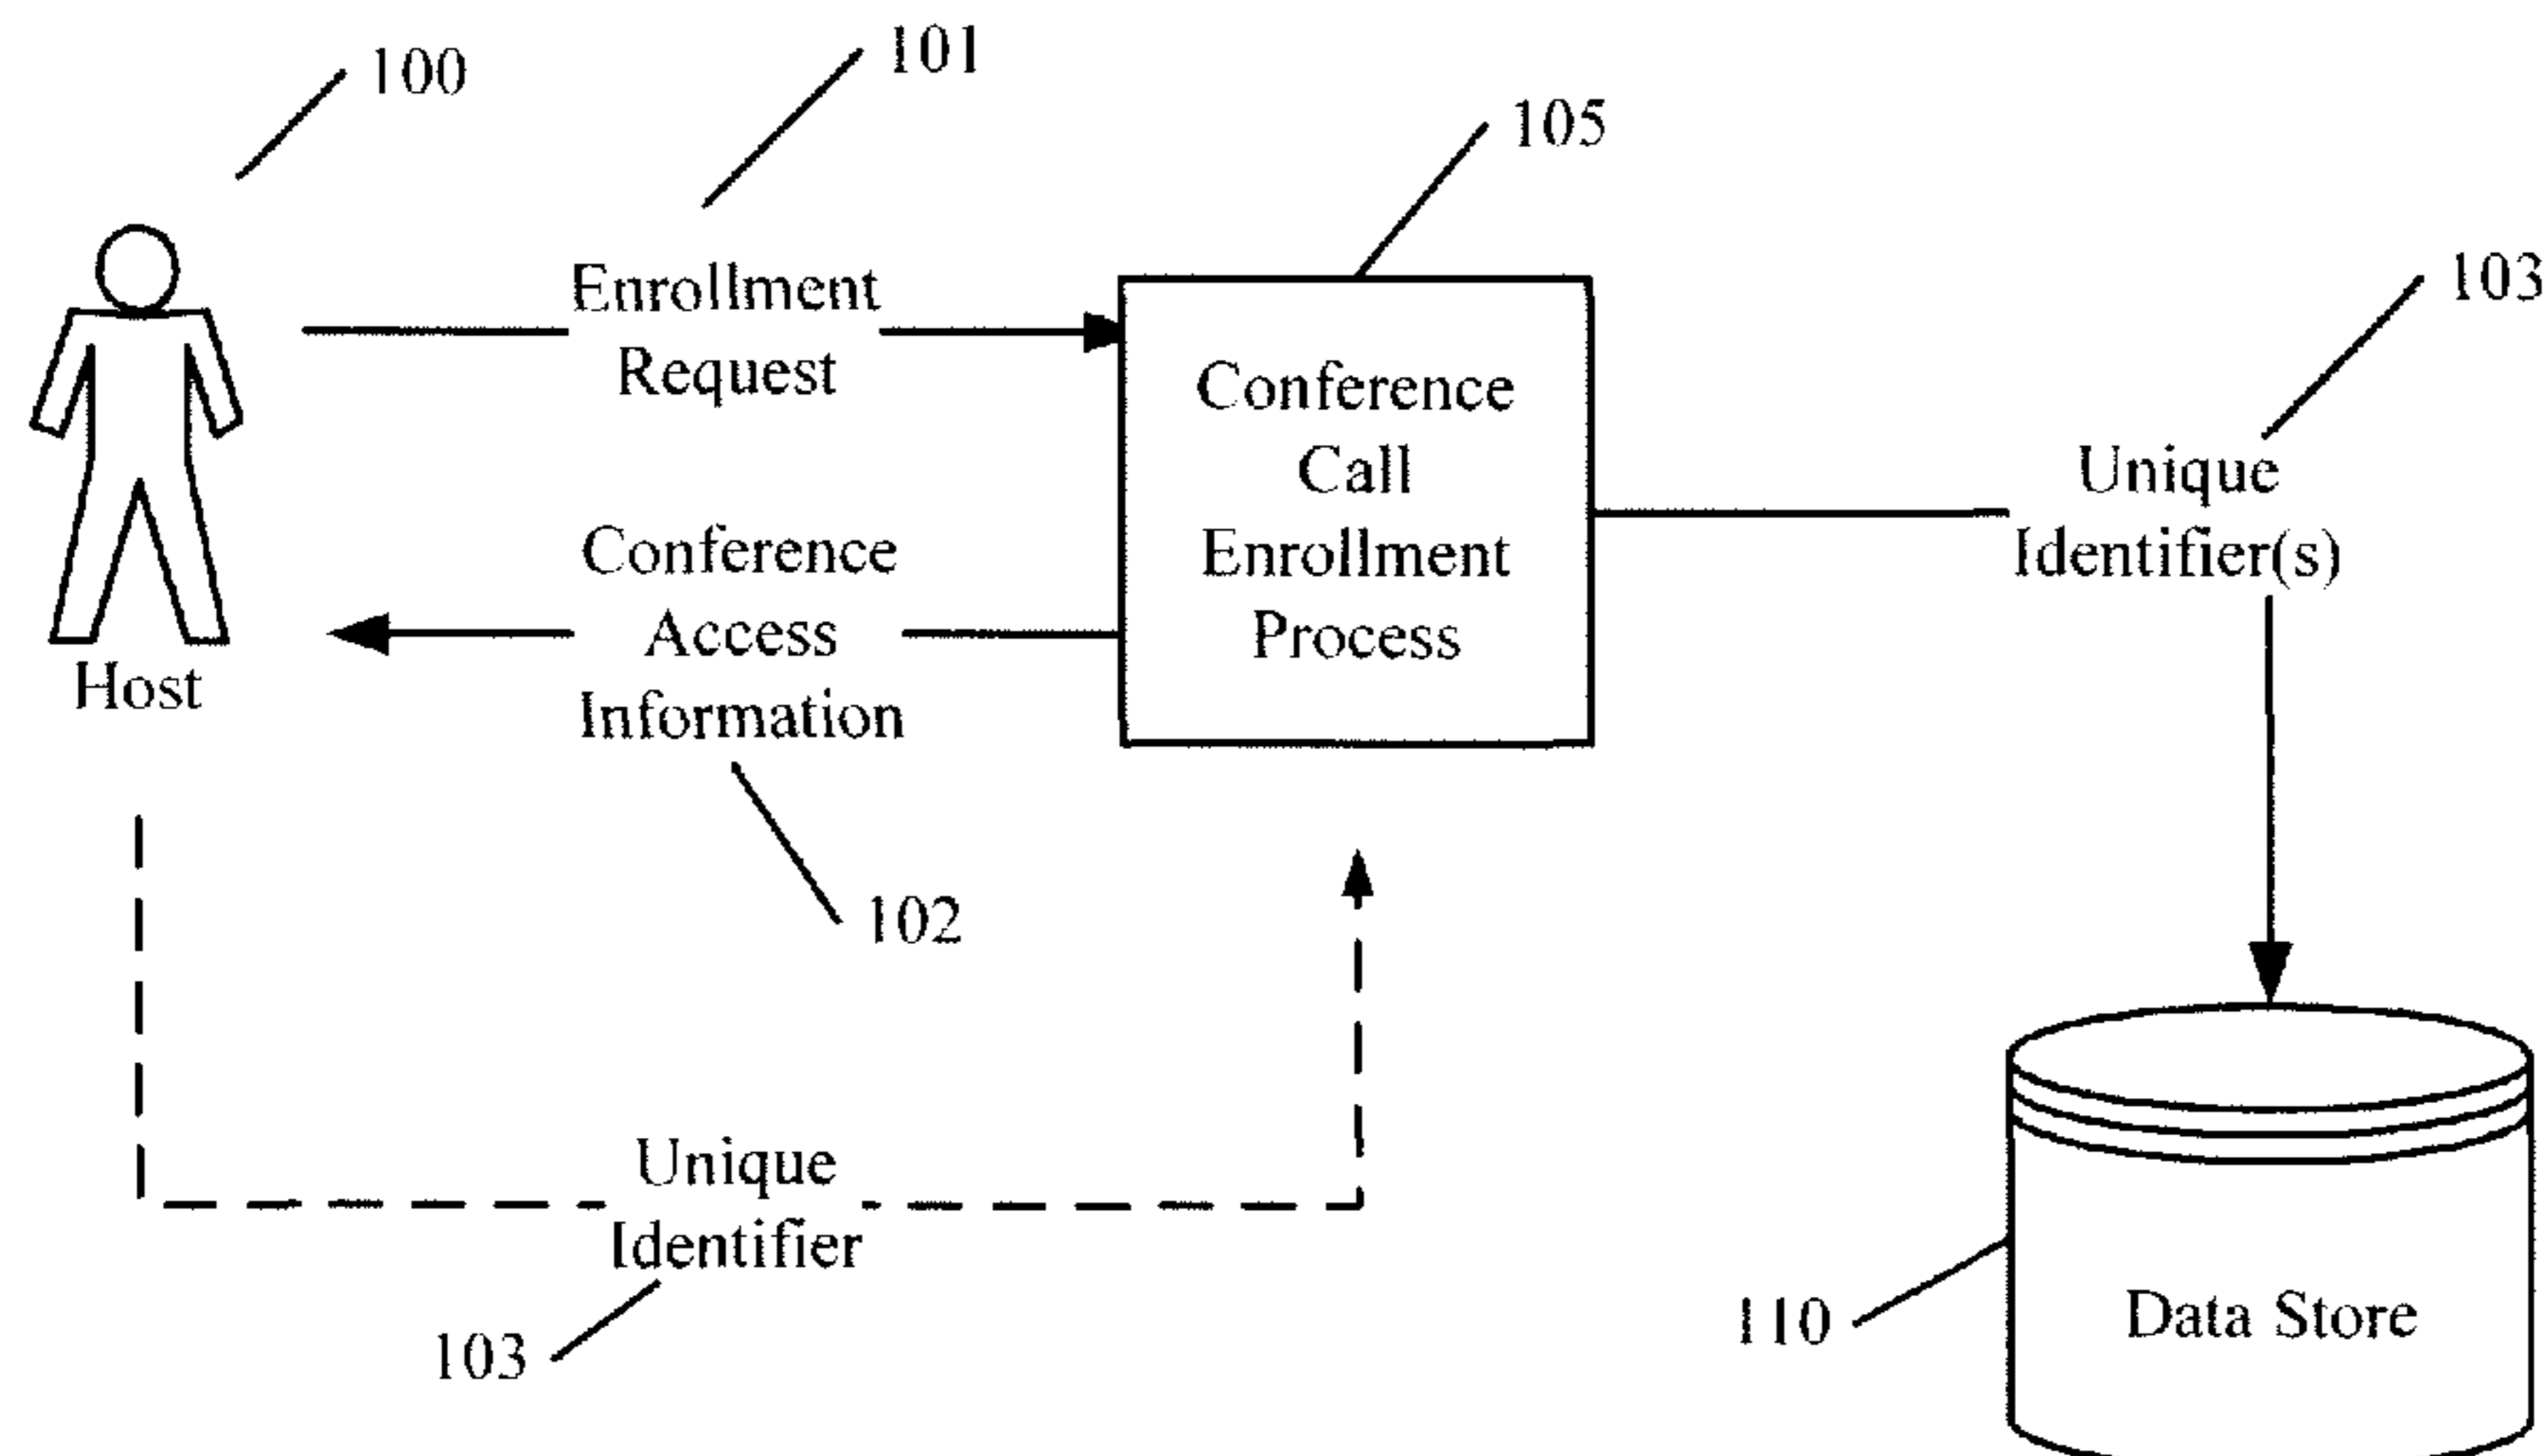 100
101
105
103
Enrollment
Request
Conference
Call
Enrollment
Process
Unique
Identifier(s)
Conference
Access
Information
Host
102
Unique
Identifier
103
110
Data Store